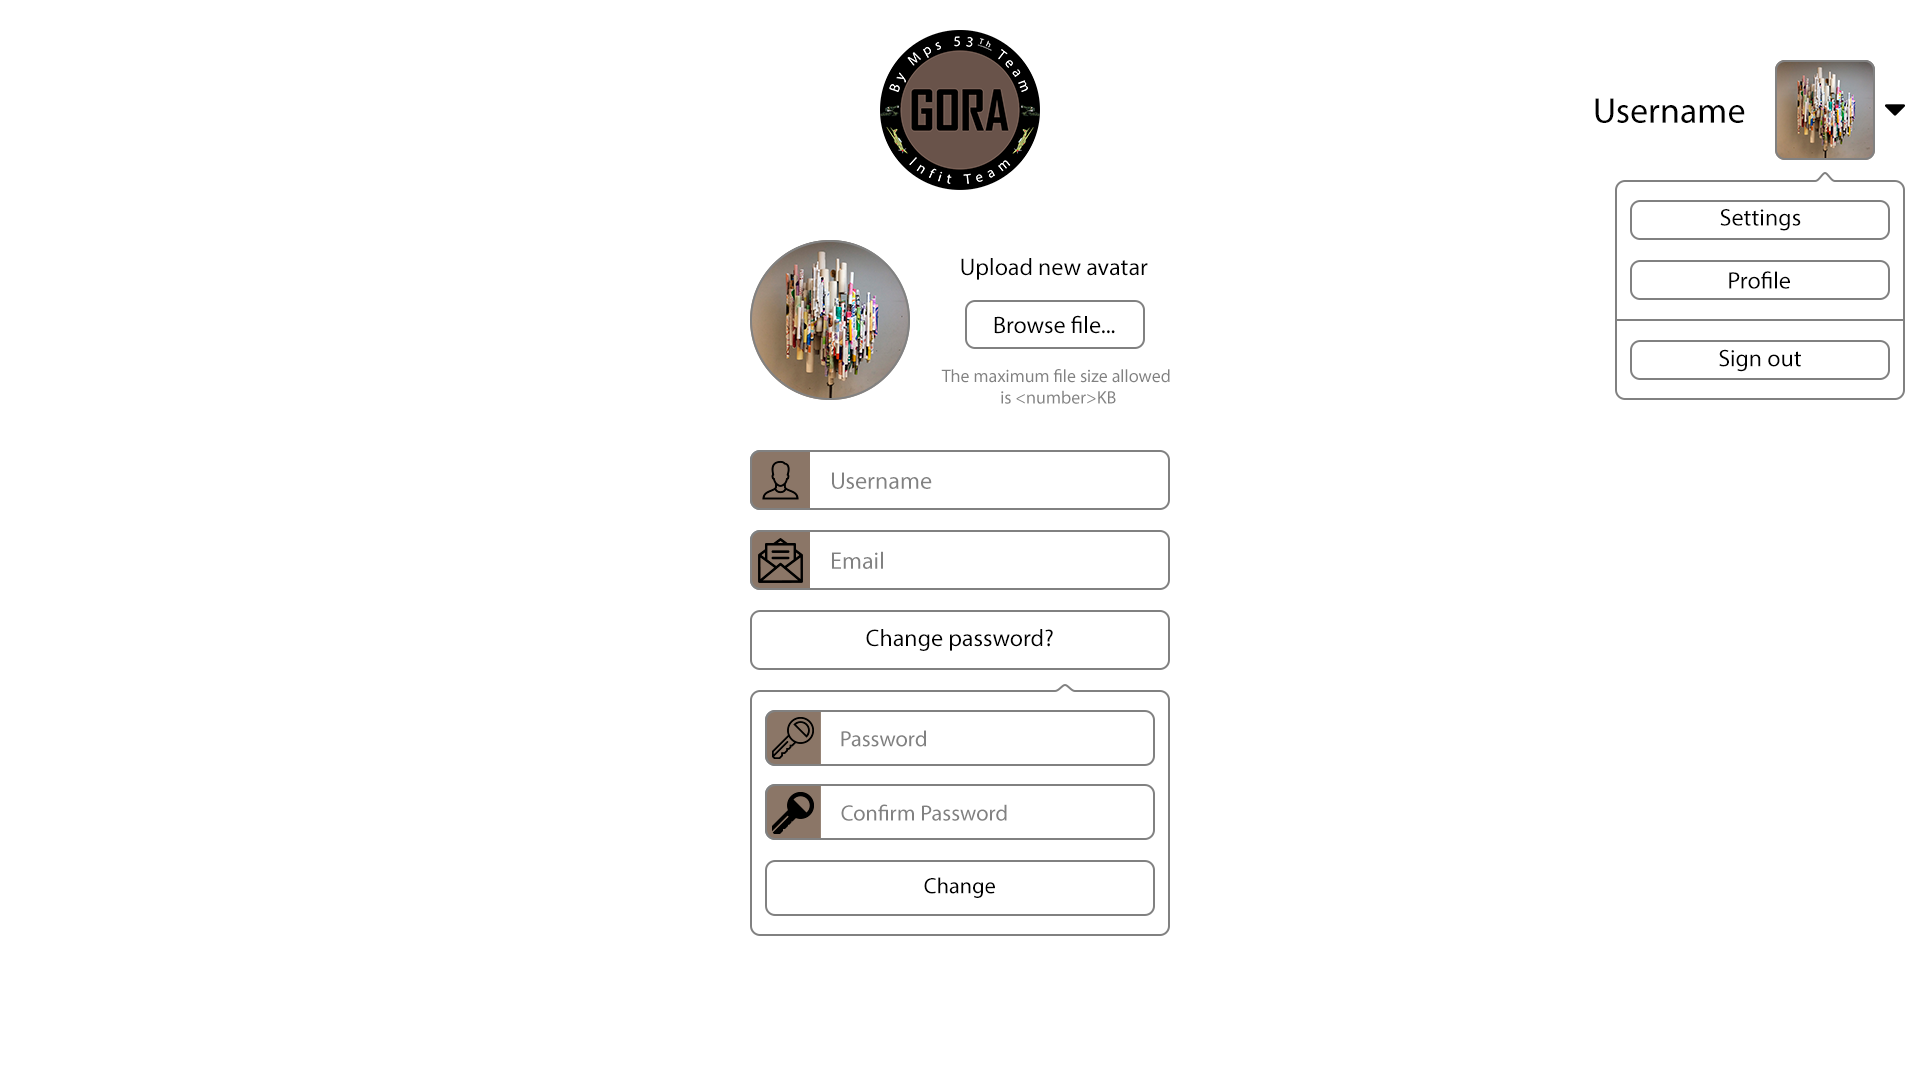 By Mps 53Th Team
GORA
Infit Team
Username
Settings
Profile
Sign out
Upload new avatar
Browse file...
The maximum file size allowed
is <number>KB
Username
Email
Change password?
Password
Confirm Password
Change